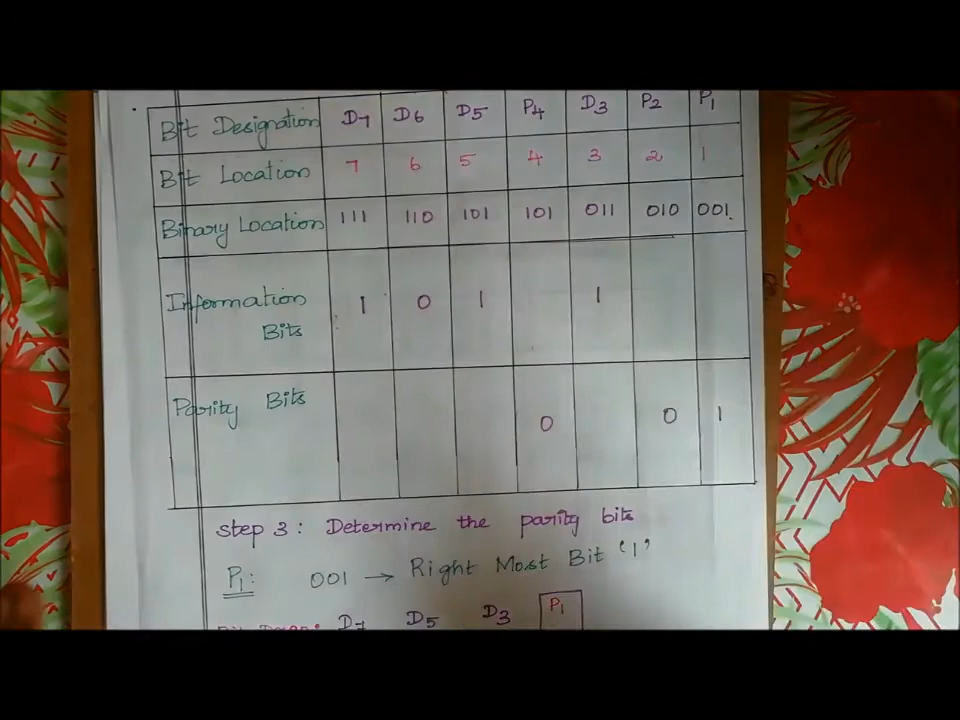 Bit Designation D7 D6 D5 P4 D3 P2 P1
Bit Location 7 6 5 4 3 2 1
Binary Location 111 110 101 101 011 010 001
Information 1 0 1 1
Bits
Parity Bits 0 0 1
Step 3: Determine the parity bits
P1: 001 → Right Most Bit '1'
D7 D5 D3 P1